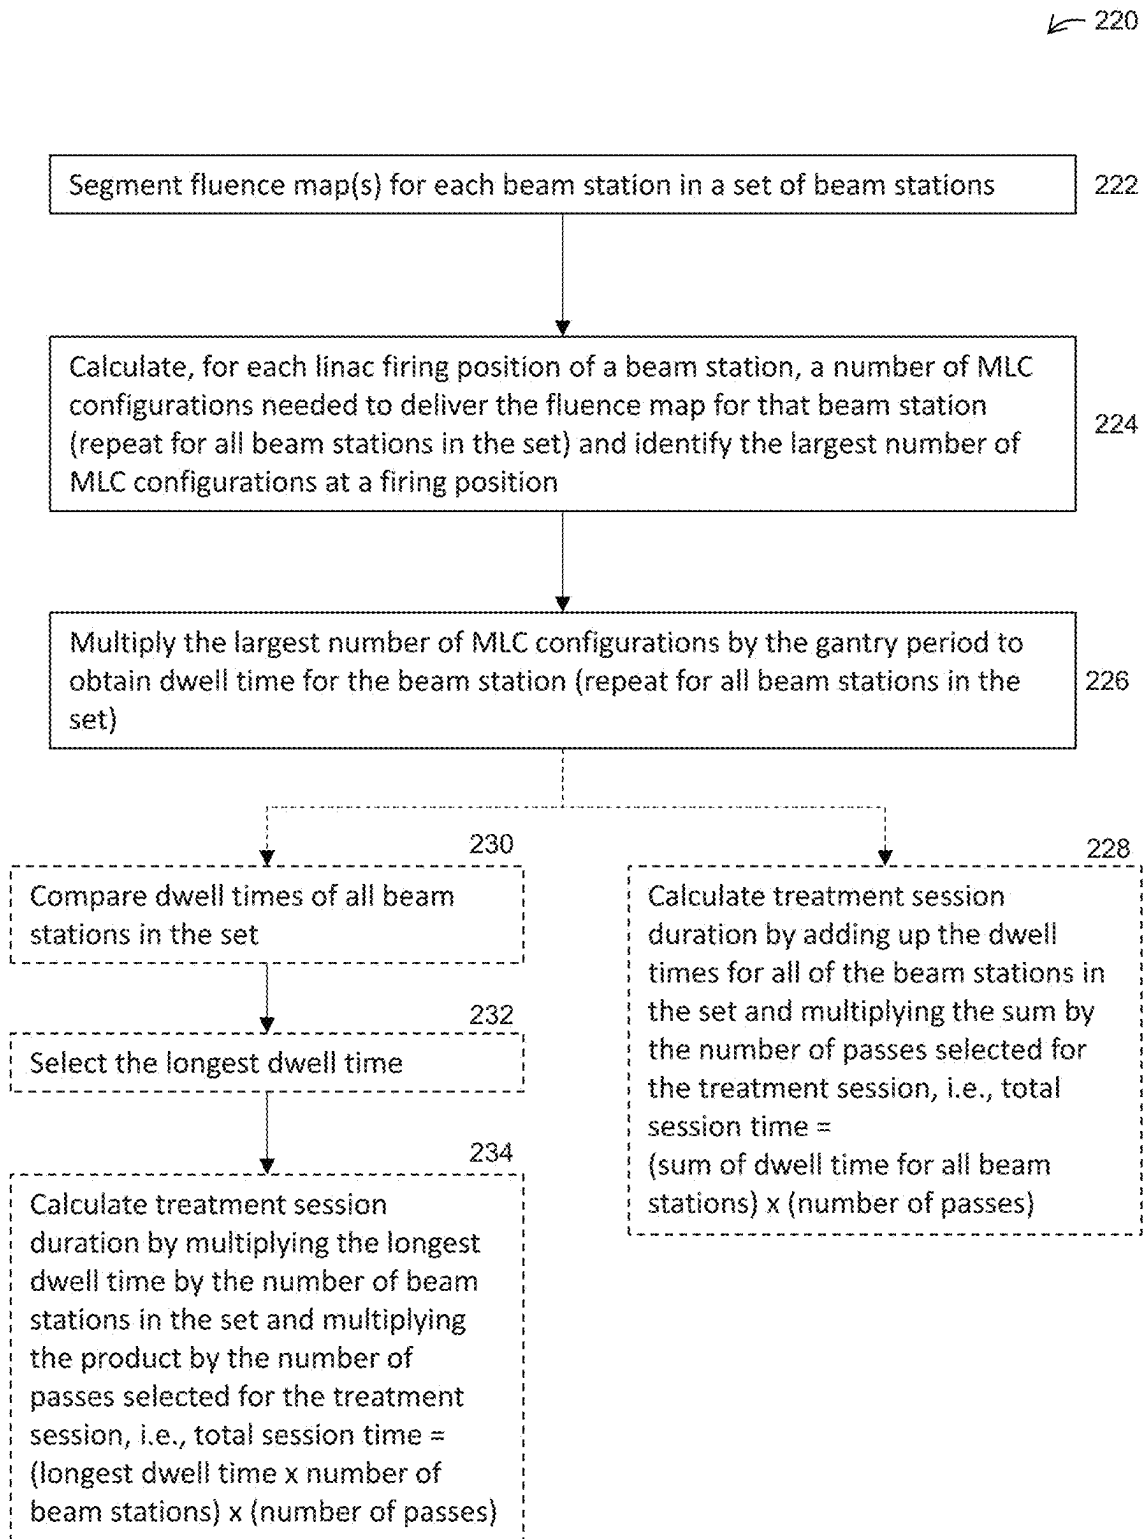 220
Segment fluence map(s) for each beam station in a set of beam stations
222
Calculate, for each linac firing position of a beam station, a number of MLC
configurations needed to deliver the fluence map for that beam station
(repeat for all beam stations in the set) and identify the largest number of
MLC configurations at a firing position
224
Multiply the largest number of MLC configurations by the gantry period to
obtain dwell time for the beam station (repeat for all beam stations in the
set)
226
230
Compare dwell times of all beam
stations in the set
232
Select the longest dwell time
234
Calculate treatment session
duration by multiplying the longest
dwell time by the number of beam
stations in the set and multiplying
the product by the number of
passes selected for the treatment
session, i.e., total session time =
(longest dwell time x number of
beam stations) x (number of passes)
228
Calculate treatment session
duration by adding up the dwell
times for all of the beam stations in
the set and multiplying the sum by
the number of passes selected for
the treatment session, i.e., total
session time =
(sum of dwell time for all beam
stations) x (number of passes)